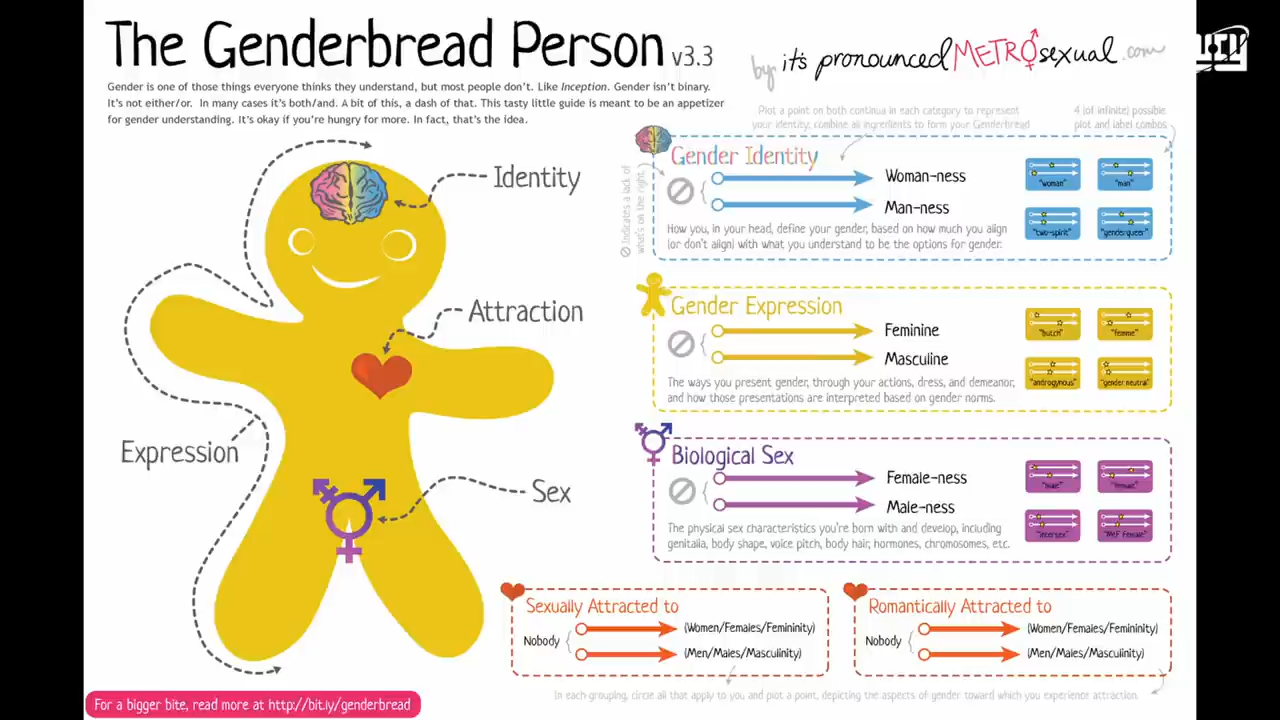 The Genderbread Person v3.3
by it's pronounced METROsexual.com
Gender is one of those things everyone thinks they understand, but most people don't. Like Inception. Gender isn't binary.
It's not either/or. In many cases it's both/and. A bit of this, a dash of that. This tasty little guide is meant to be an appetizer
for gender understanding. It's okay if you're hungry for more. In fact, that's the idea.
Plot a point on both continua in each category to represent
your identity; combine all ingredients to form your Genderbread
4 (of infinite) possible
plot and label combos
Identity
Attraction
Expression
Sex
⊘ Indicates a lack of
what's on the right.
Gender Identity
Woman-ness
Man-ness
"woman"
"man"
"two-spirit"
"genderqueer"
How you, in your head, define your gender, based on how much you align
(or don't align) with what you understand to be the options for gender.
Gender Expression
Feminine
Masculine
"butch"
"femme"
"androgynous"
"gender neutral"
The ways you present gender, through your actions, dress, and demeanor,
and how those presentations are interpreted based on gender norms.
Biological Sex
Female-ness
Male-ness
"male"
"female"
"intersex"
"MtF Female"
The physical sex characteristics you're born with and develop, including
genitalia, body shape, voice pitch, body hair, hormones, chromosomes, etc.
Sexually Attracted to
Nobody
(Women/Females/Femininity)
(Men/Males/Masculinity)
Romantically Attracted to
Nobody
(Women/Females/Femininity)
(Men/Males/Masculinity)
In each grouping, circle all that apply to you and plot a point, depicting the aspects of gender toward which you experience attraction.
For a bigger bite, read more at http://bit.ly/genderbread